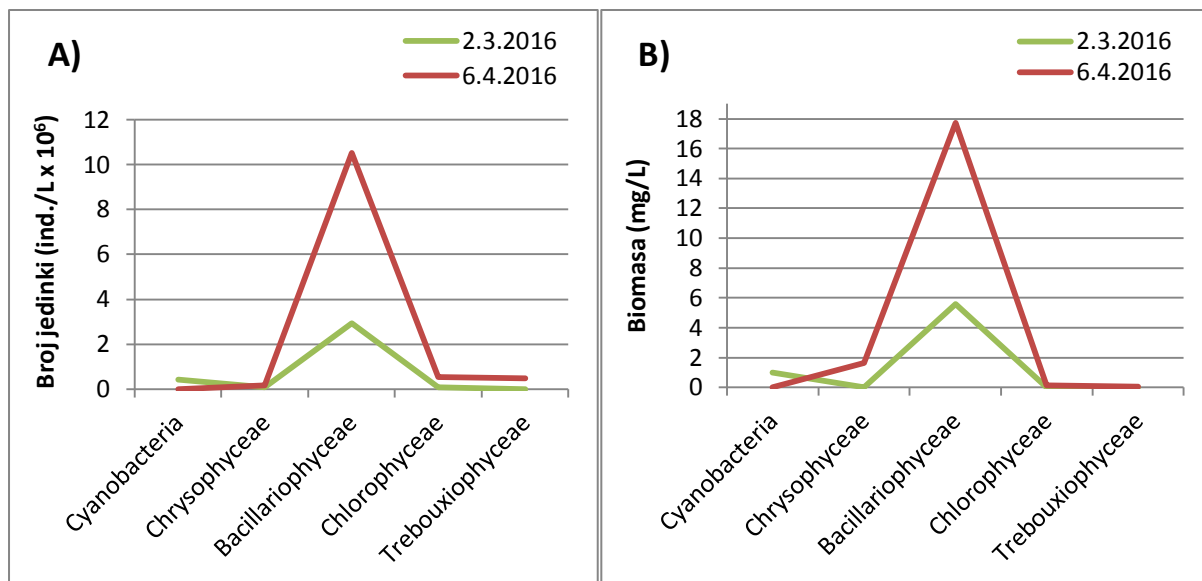 A)
2.3.2016
6.4.2016
Broj jedinki (ind./L x 10⁶)
12
10
8
6
4
2
0
Cyanobacteria
Chrysophyceae
Bacillariophyceae
Chlorophyceae
Trebouxiophyceae
B)
2.3.2016
6.4.2016
Biomasa (mg/L)
18
16
14
12
10
8
6
4
2
0
Cyanobacteria
Chrysophyceae
Bacillariophyceae
Chlorophyceae
Trebouxiophyceae